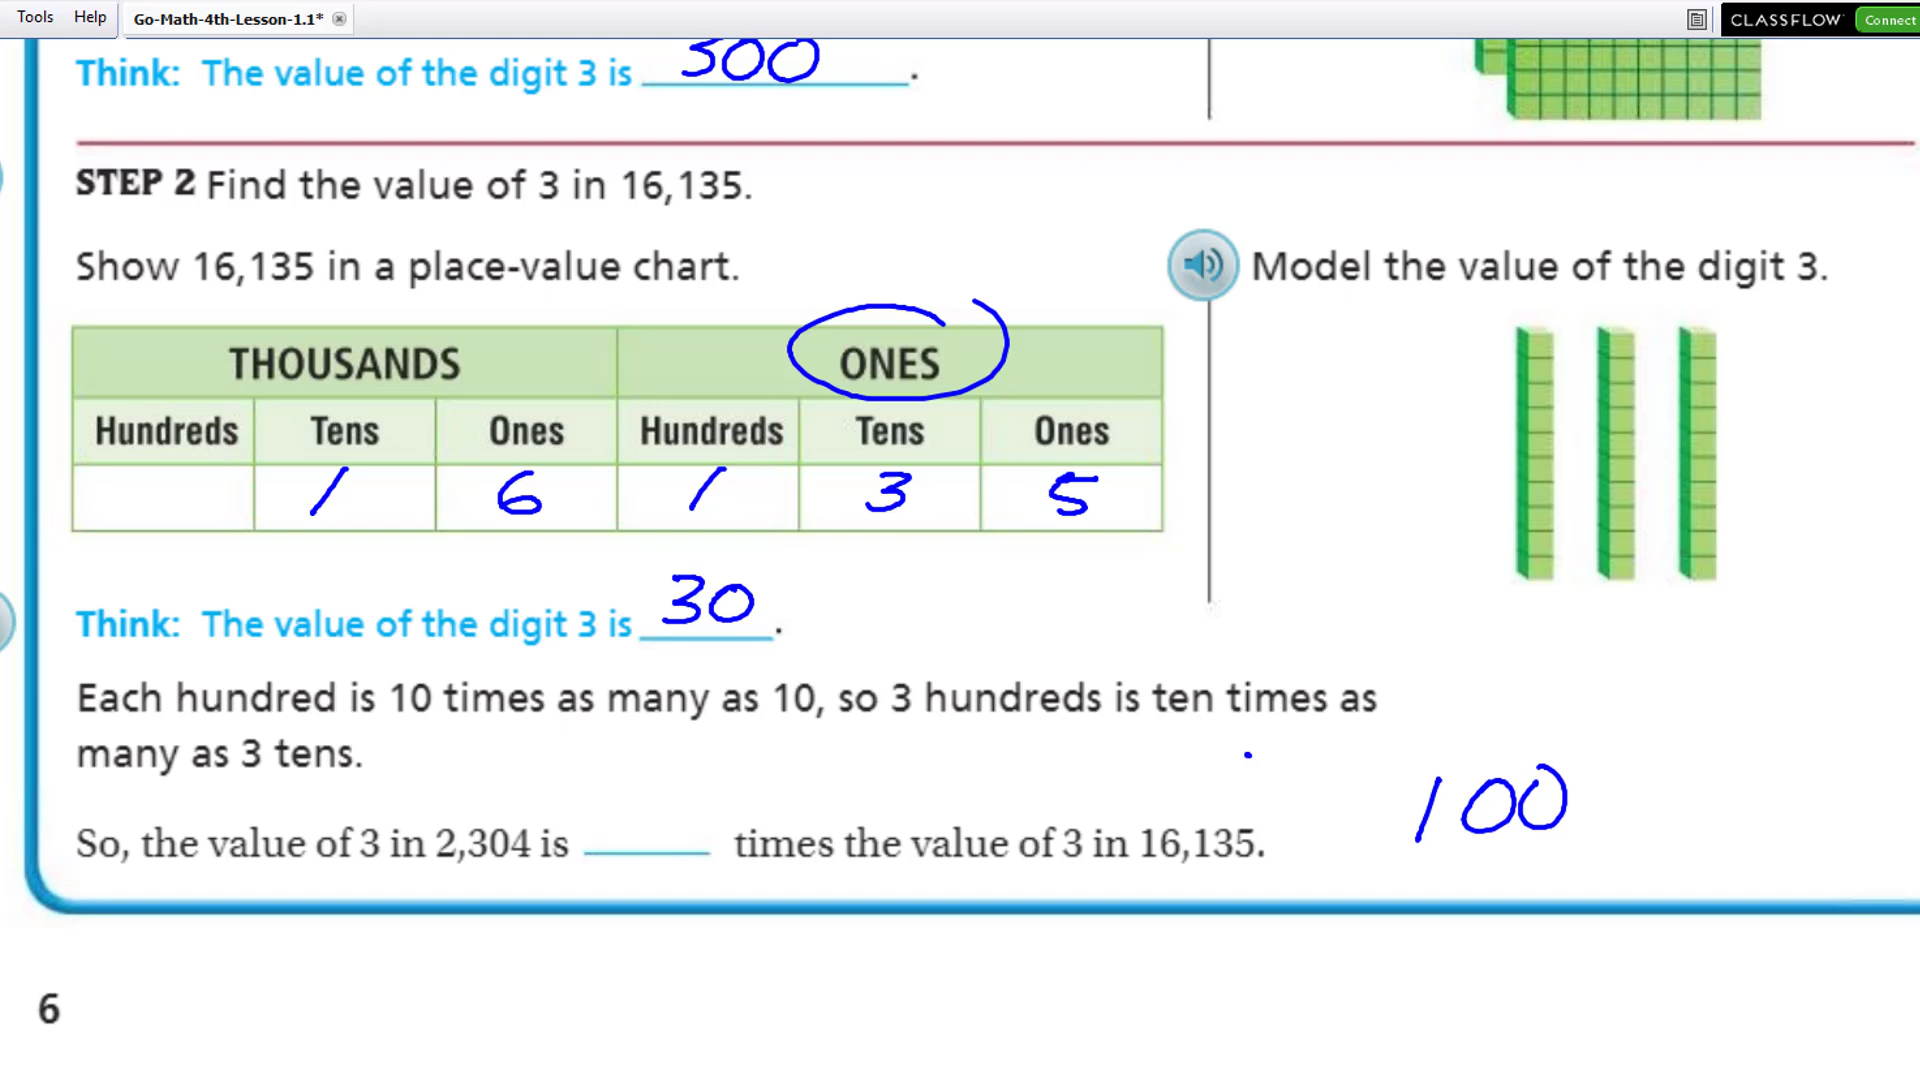 Tools Help Go-Math-4th-Lesson-1.1* CLASSFLOW Connect
Think: The value of the digit 3 is 300.
STEP 2 Find the value of 3 in 16,135.
Show 16,135 in a place-value chart.
Model the value of the digit 3.
THOUSANDS ONES
Hundreds Tens Ones Hundreds Tens Ones
1 6 1 3 5
Think: The value of the digit 3 is 30.
Each hundred is 10 times as many as 10, so 3 hundreds is ten times as
many as 3 tens.
100
So, the value of 3 in 2,304 is ____ times the value of 3 in 16,135.
6